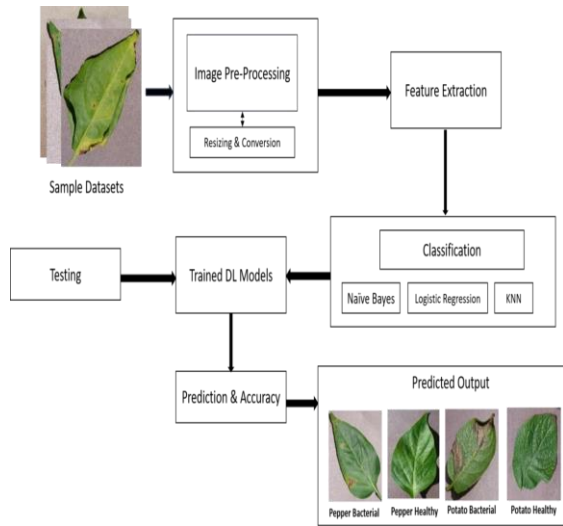 Sample Datasets
Image Pre-Processing
Resizing & Conversion
Feature Extraction
Classification
Naïve Bayes
Logistic Regression
KNN
Trained DL Models
Testing
Prediction & Accuracy
Predicted Output
Pepper Bacterial
Pepper Healthy
Potato Bacterial
Potato Healthy